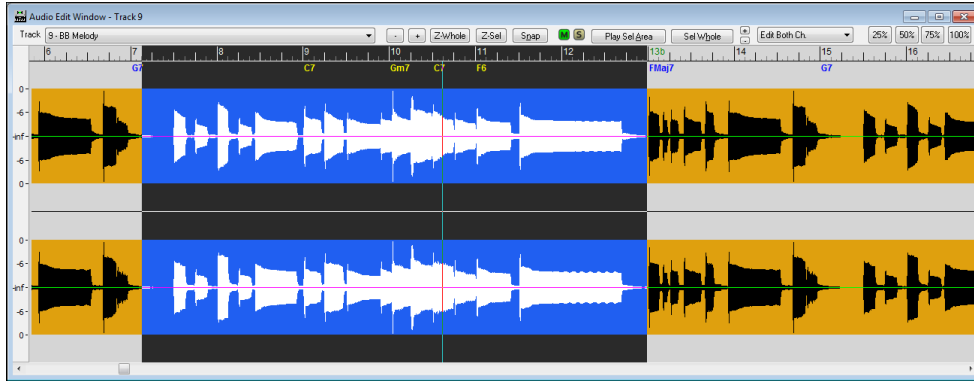 Audio Edit Window - Track 9
Track 9 - BB Melody - + Z-Whole Z-Sel Snap M S Play Sel Area Sel Whole + - Edit Both Ch. 25% 50% 75% 100%
6 7 8 9 10 11 12 13b 14 15 16
G7 C7 Gm7 C7 F6 FMaj7 G7
0-
-6-
-inf-
-6-
0-
0-
-6-
-inf-
-6-
0-